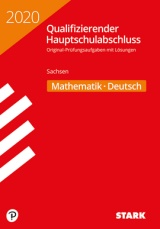 2020
Qualifizierender
Hauptschulabschluss
Original-Prüfungsaufgaben mit Lösungen
Sachsen
Mathematik · Deutsch
P
STARK